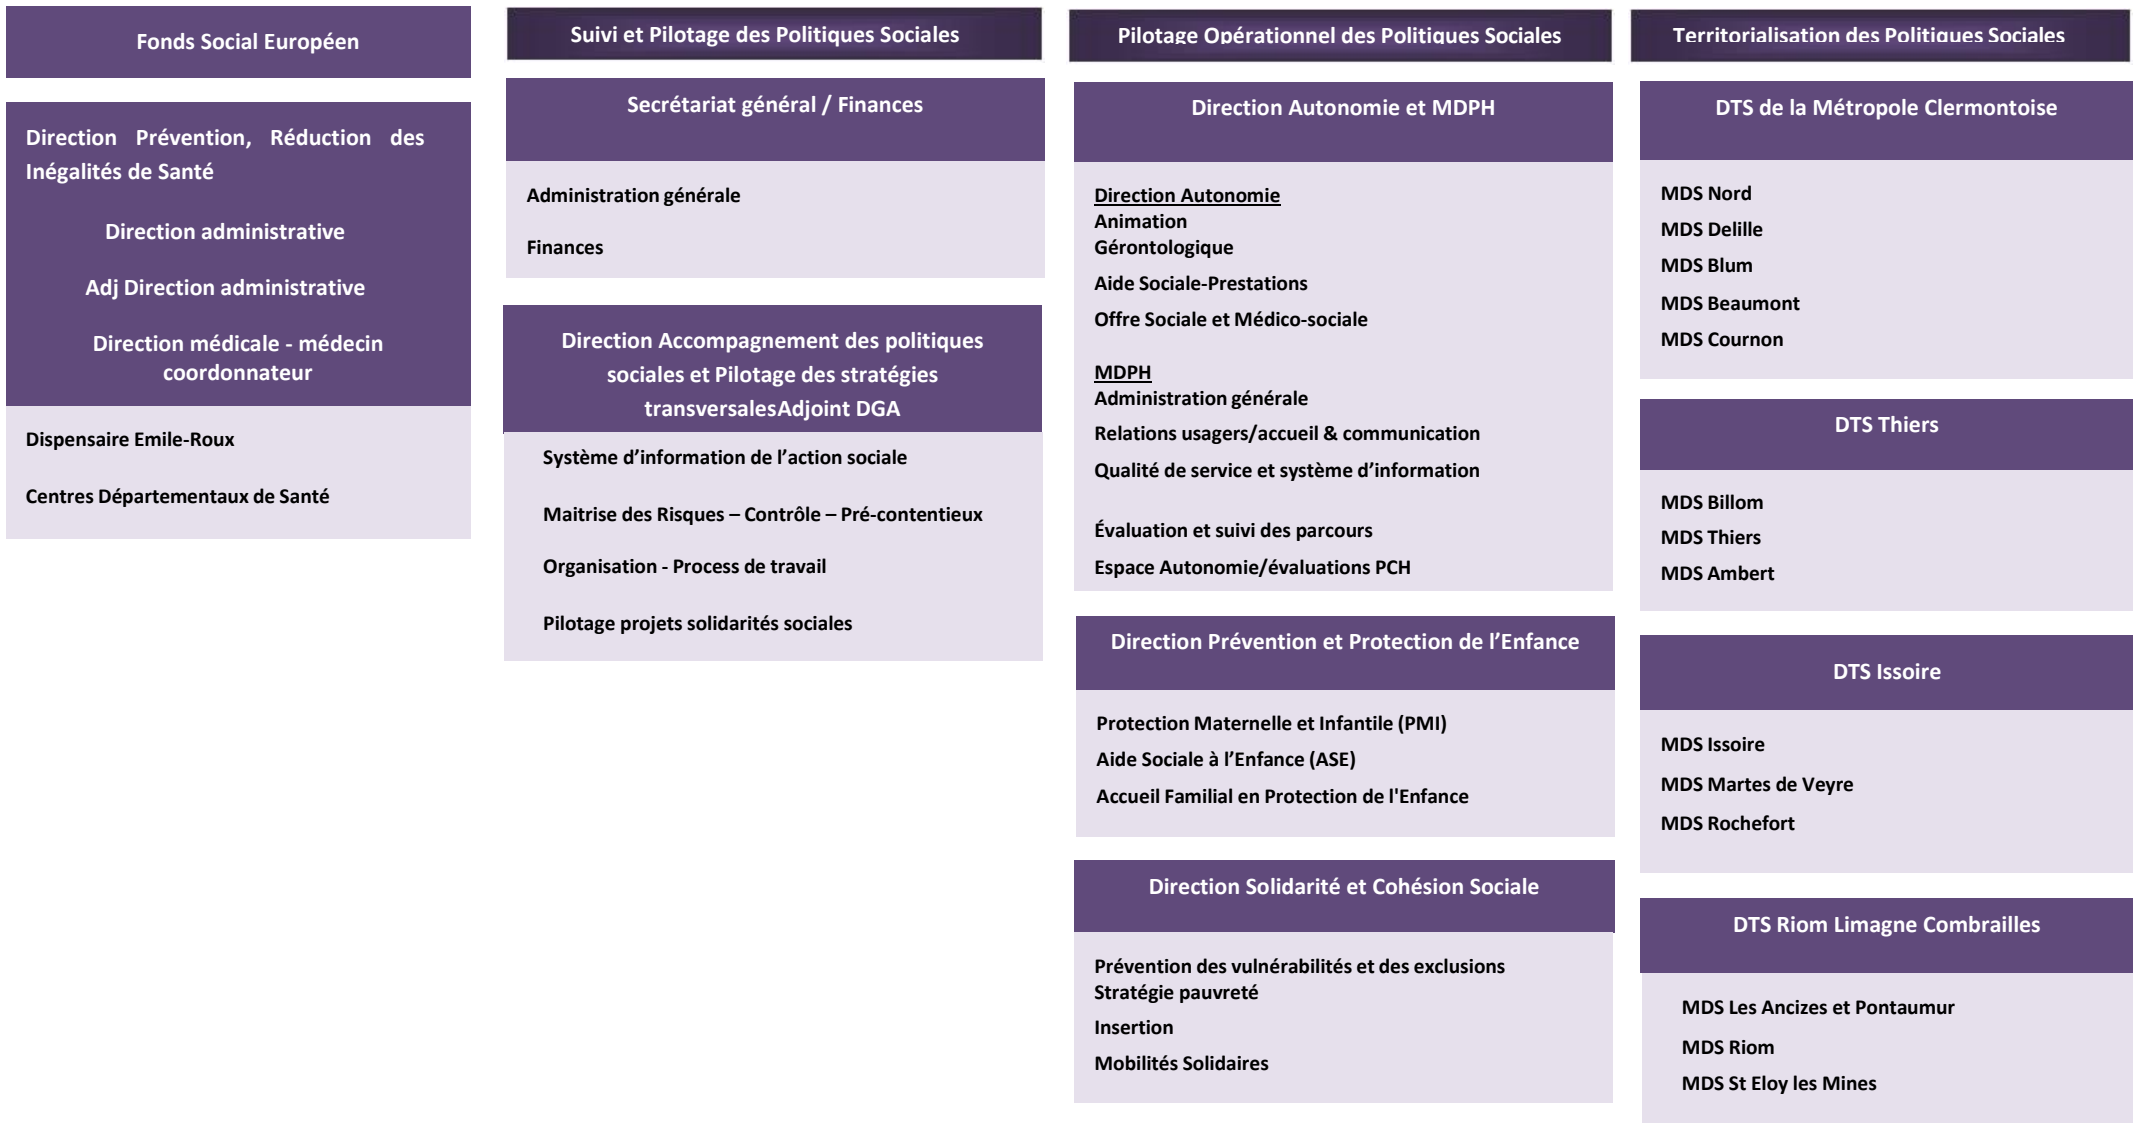 Fonds Social Européen
Direction Prévention, Réduction des
Inégalités de Santé
Direction administrative
Adj Direction administrative
Direction médicale - médecin
coordonnateur
Dispensaire Emile-Roux
Centres Départementaux de Santé
Suivi et Pilotage des Politiques Sociales
Secrétariat général / Finances
Administration générale
Finances
Direction Accompagnement des politiques
sociales et Pilotage des stratégies
transversalesAdjoint DGA
Système d’information de l’action sociale
Maitrise des Risques – Contrôle – Pré-contentieux
Organisation - Process de travail
Pilotage projets solidarités sociales
Pilotage Opérationnel des Politiques Sociales
Direction Autonomie et MDPH
Direction Autonomie
Animation
Gérontologique
Aide Sociale-Prestations
Offre Sociale et Médico-sociale
MDPH
Administration générale
Relations usagers/accueil & communication
Qualité de service et système d’information
Évaluation et suivi des parcours
Espace Autonomie/évaluations PCH
Direction Prévention et Protection de l’Enfance
Protection Maternelle et Infantile (PMI)
Aide Sociale à l’Enfance (ASE)
Accueil Familial en Protection de l'Enfance
Direction Solidarité et Cohésion Sociale
Prévention des vulnérabilités et des exclusions
Stratégie pauvreté
Insertion
Mobilités Solidaires
Territorialisation des Politiques Sociales
DTS de la Métropole Clermontoise
MDS Nord
MDS Delille
MDS Blum
MDS Beaumont
MDS Cournon
DTS Thiers
MDS Billom
MDS Thiers
MDS Ambert
DTS Issoire
MDS Issoire
MDS Martes de Veyre
MDS Rochefort
DTS Riom Limagne Combrailles
MDS Les Ancizes et Pontaumur
MDS Riom
MDS St Eloy les Mines